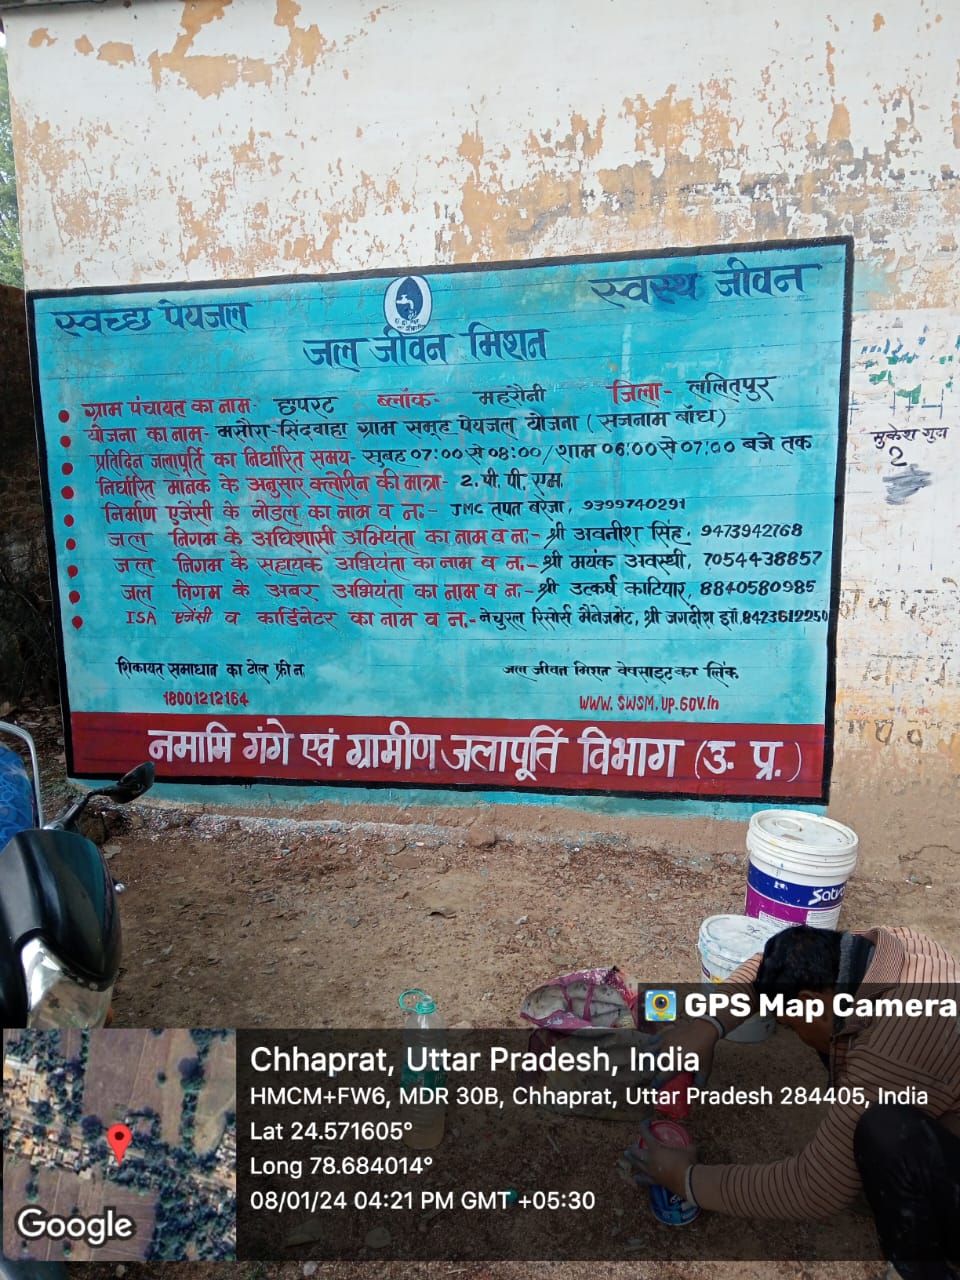 स्वच्छ पेयजल
स्वस्थ जीवन
जल जीवन मिशन
ग्राम पंचायत का नाम- छपरट ब्लॉक- महरौनी जिला- ललितपुर
योजना का नाम- मसौरा-सिंदवाहा ग्राम समूह पेयजल योजना (सजनाम बांध)
प्रतिदिन जलापूर्ति का निर्धारित समय- सुबह 07:00 से 08:00/शाम 06:00 से 07:00 बजे तक
निर्धारित मानक के अनुसार क्लोरीन की मात्रा- 2. पी. पी. एम.
निर्माण एजेंसी के नोडल का नाम व न.- JMC तपत बरेजा, 9399740291
जल निगम के अधिशासी अभियंता का नाम व न.- श्री अवनीश सिंह, 9473942768
जल निगम के सहायक अभियंता का नाम व न.- श्री मयंक अवस्थी, 7054438857
जल निगम के अबर अभियंता का नाम व न.- श्री उत्कर्ष काटियार, 8840580985
ISA एजेंसी व कार्डिनेटर का नाम व न.- नेचुरल रिसोर्स मैनेजमेंट, श्री जगदीश झाँ, 8423612250
शिकायत समाधान का टोल फ्री न.
जल जीवन मिशन वेबसाइट का लिंक
18001212164
WWW. SWSM.UP.GOV.in
नमामि गंगे एवं ग्रामीण जलापूर्ति विभाग (उ. प्र.)
मुकेश गुप्
2
Satv
GPS Map Camera
Chhaprat, Uttar Pradesh, India
HMCM+FW6, MDR 30B, Chhaprat, Uttar Pradesh 284405, India
Lat 24.571605°
Long 78.684014°
08/01/24 04:21 PM GMT +05:30
Google